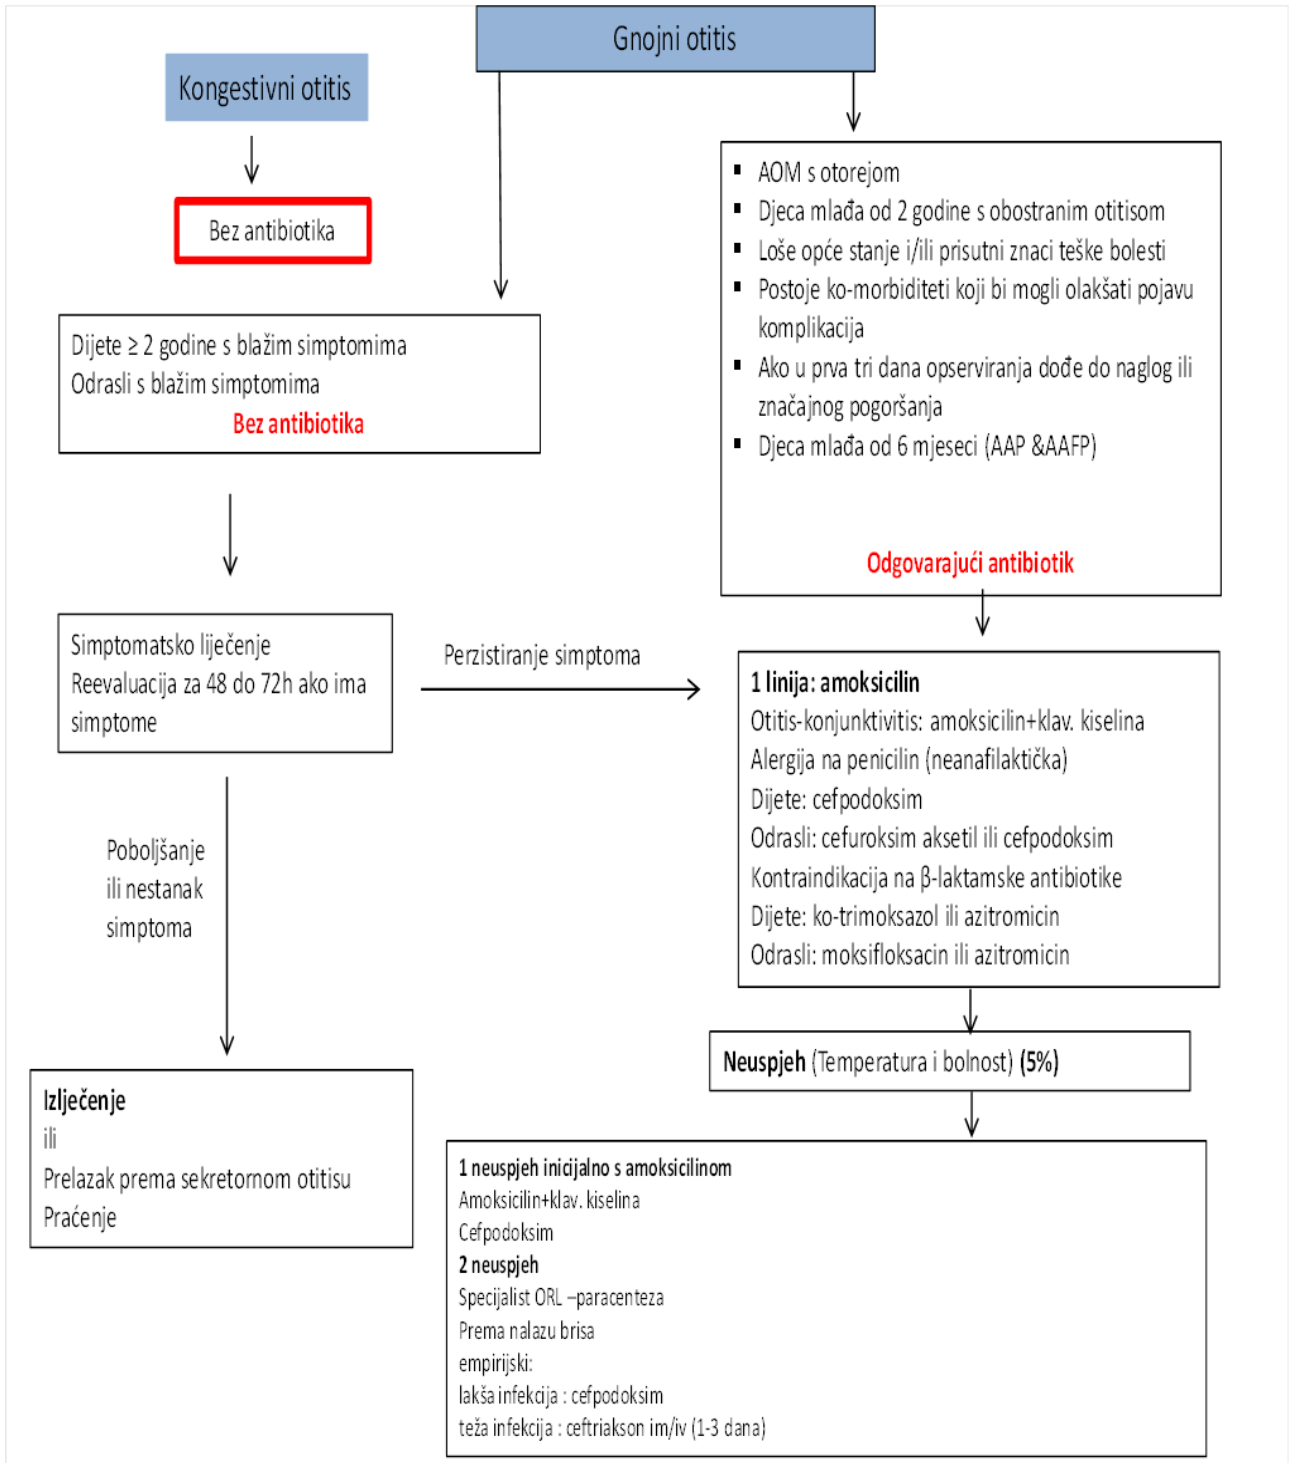 Gnojni otitis
Kongestivni otitis
Bez antibiotika
Dijete ≥ 2 godine s blažim simptomima
Odrasli s blažim simptomima
Bez antibiotika
▪ AOM s otorejom
▪ Djeca mlađa od 2 godine s obostranim otitisom
▪ Loše opće stanje i/ili prisutni znaci teške bolesti
▪ Postoje ko-morbiditeti koji bi mogli olakšati pojavu
komplikacija
▪ Ako u prva tri dana opserviranja dođe do naglog ili
značajnog pogoršanja
▪ Djeca mlađa od 6 mjeseci (AAP &AAFP)
Odgovarajući antibiotik
Simptomatsko liječenje
Reevaluacija za 48 do 72h ako ima
simptome
Perzistiranje simptoma
1 linija: amoksicilin
Otitis-konjunktivitis: amoksicilin+klav. kiselina
Alergija na penicilin (neanafilaktička)
Dijete: cefpodoksim
Odrasli: cefuroksim aksetil ili cefpodoksim
Kontraindikacija na β-laktamske antibiotike
Dijete: ko-trimoksazol ili azitromicin
Odrasli: moksifloksacin ili azitromicin
Poboljšanje
ili nestanak
simptoma
Neuspjeh (Temperatura i bolnost) (5%)
Izlječenje
ili
Prelazak prema sekretornom otitisu
Praćenje
1 neuspjeh inicijalno s amoksicilinom
Amoksicilin+klav. kiselina
Cefpodoksim
2 neuspjeh
Specijalist ORL –paracenteza
Prema nalazu brisa
empirijski:
lakša infekcija : cefpodoksim
teža infekcija : ceftriakson im/iv (1-3 dana)